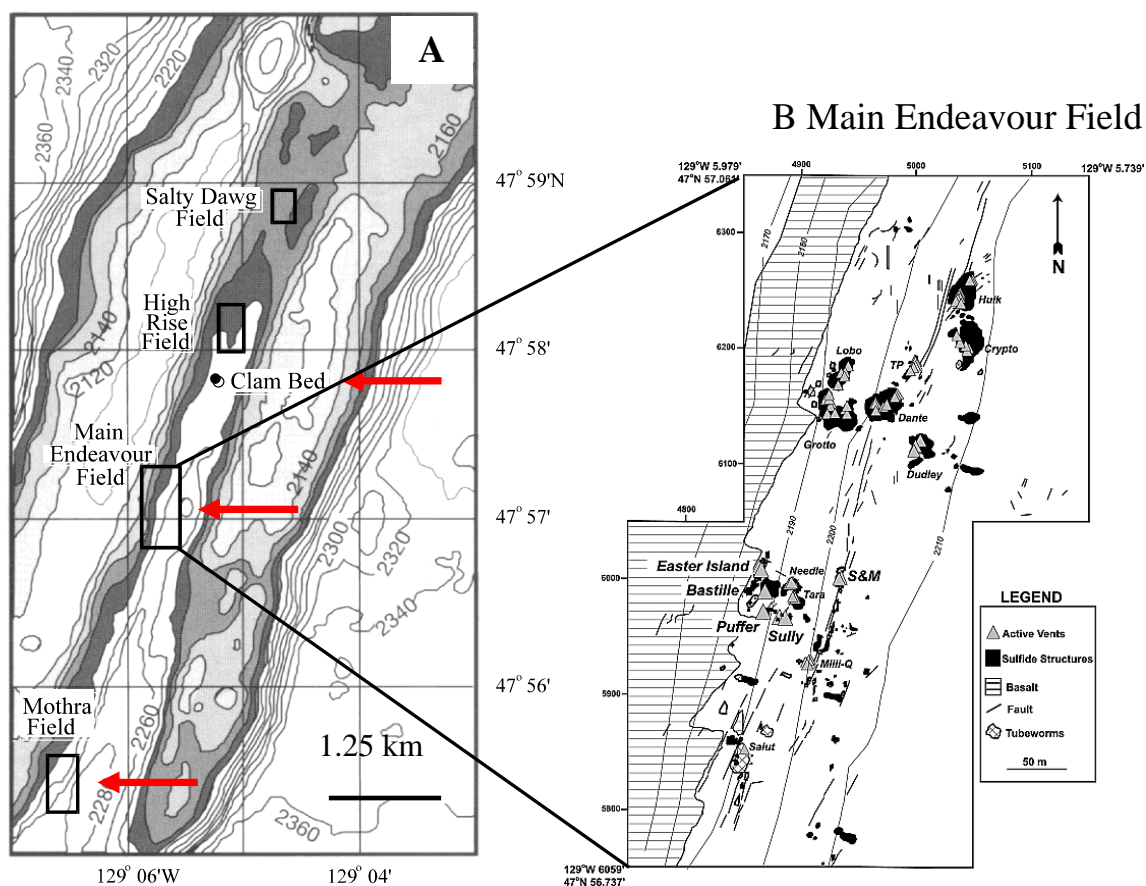 A
2320
2340
2320
2220
2360
2160
47° 59'N
Salty Dawg
Field
High
Rise
Field
2140
2120
47° 58'
Clam Bed
Main
Endeavour
Field
2140
47° 57'
2300
2320
2340
47° 56'
Mothra
Field
2260
2280
1.25 km
2360
129° 06'W
129° 04'
B Main Endeavour Field
129°W 5.979
47°N 57.061
4900
5000
5100
129°W 5.739
2170
2180
6300
N
Hulk
6200
Lobo
TP
Crypto
Grotto
Dante
6100
Dudley
4800
2190
2200
2210
6000
Easter Island
Needle
S&M
Bastille
Tara
Puffer
Sully
Milli-Q
5900
Salut
5800
129°W 6059
47°N 56.737
LEGEND
Active Vents
Sulfide Structures
Basalt
Fault
Tubeworms
50 m